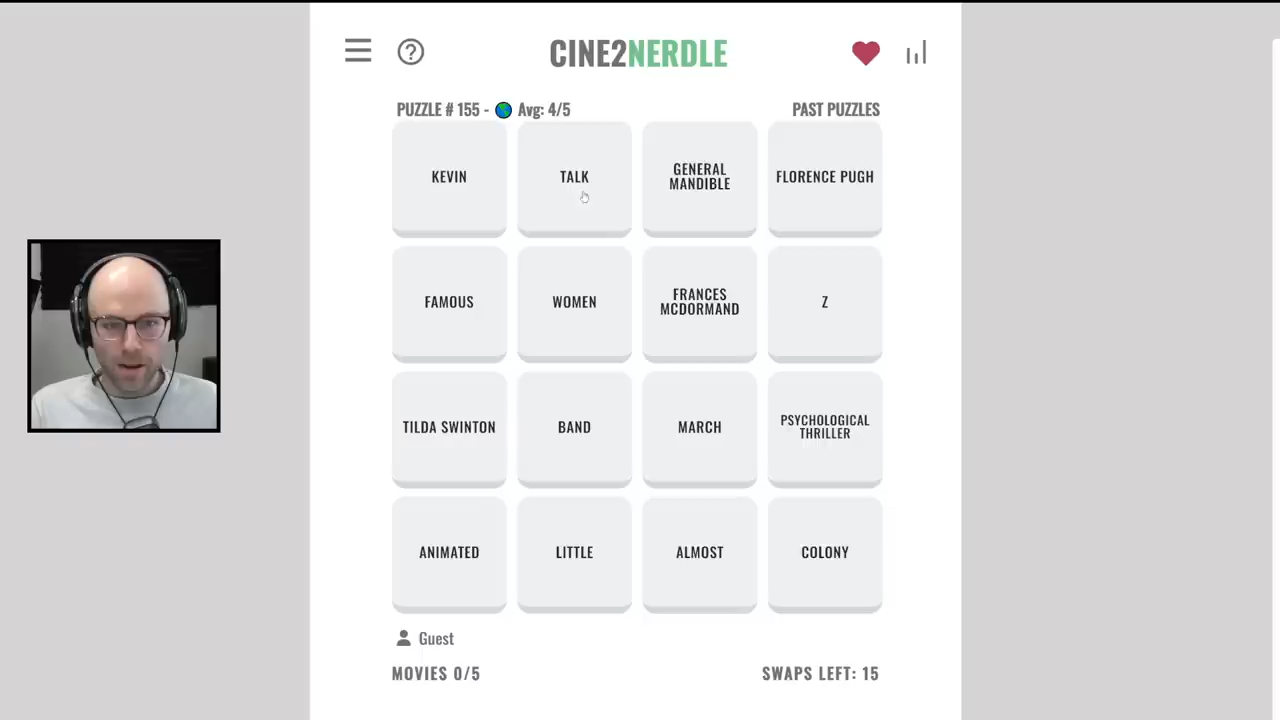 CINE2NERDLE
PUZZLE # 155 - Avg: 4/5
PAST PUZZLES
KEVIN
TALK
GENERAL
MANDIBLE
FLORENCE PUGH
FAMOUS
WOMEN
FRANCES
MCDORMAND
Z
TILDA SWINTON
BAND
MARCH
PSYCHOLOGICAL
THRILLER
ANIMATED
LITTLE
ALMOST
COLONY
Guest
MOVIES 0/5
SWAPS LEFT: 15